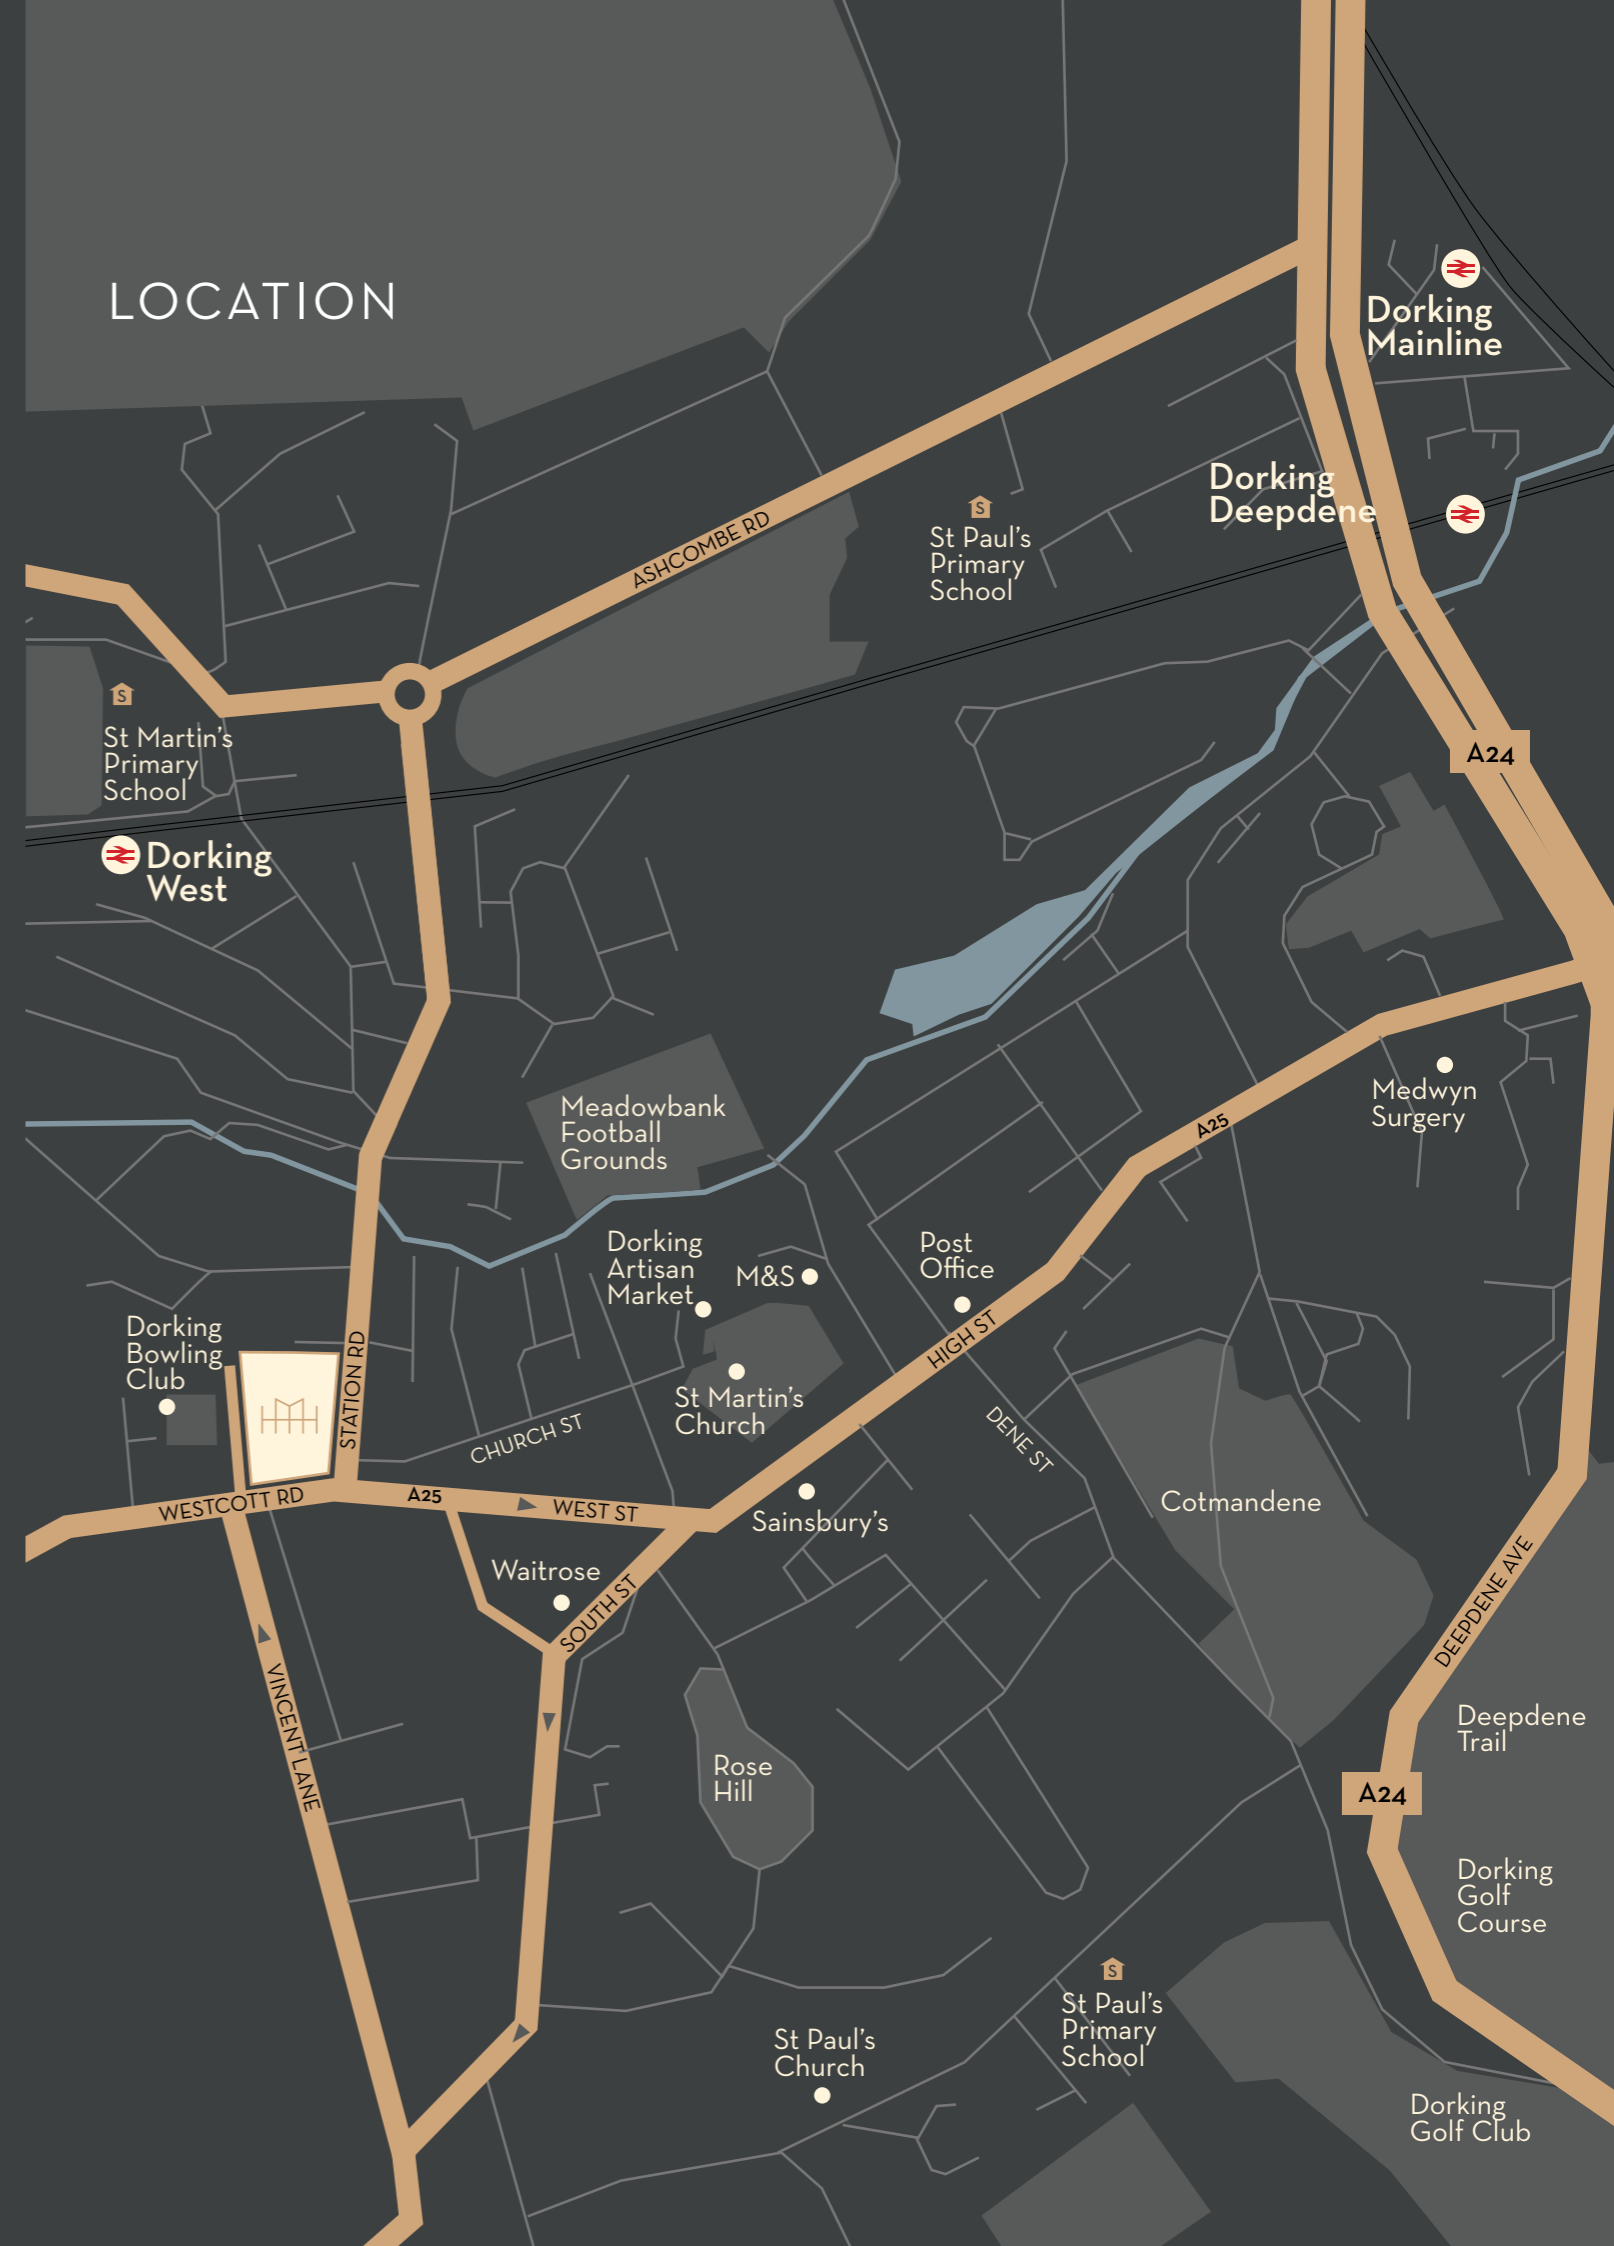 LOCATION
Dorking
Mainline
Dorking
Deepdene
S
St Paul's
Primary
School
ASHCOMBE RD
S
St Martin's
Primary
School
A24
Dorking
West
Medwyn
Surgery
A25
Meadowbank
Football
Grounds
Dorking
Artisan
Market
M&S
Post
Office
Dorking
Bowling
Club
STATION RD
HIGH ST
St Martin's
Church
CHURCH ST
DENE ST
WESTCOTT RD
A25
WEST ST
Sainsbury's
Cotmandene
Waitrose
SOUTH ST
DEEPDENE AVE
VINCENT LANE
Rose
Hill
Deepdene
Trail
A24
Dorking
Golf
Course
S
St Paul's
Primary
School
St Paul's
Church
Dorking
Golf Club